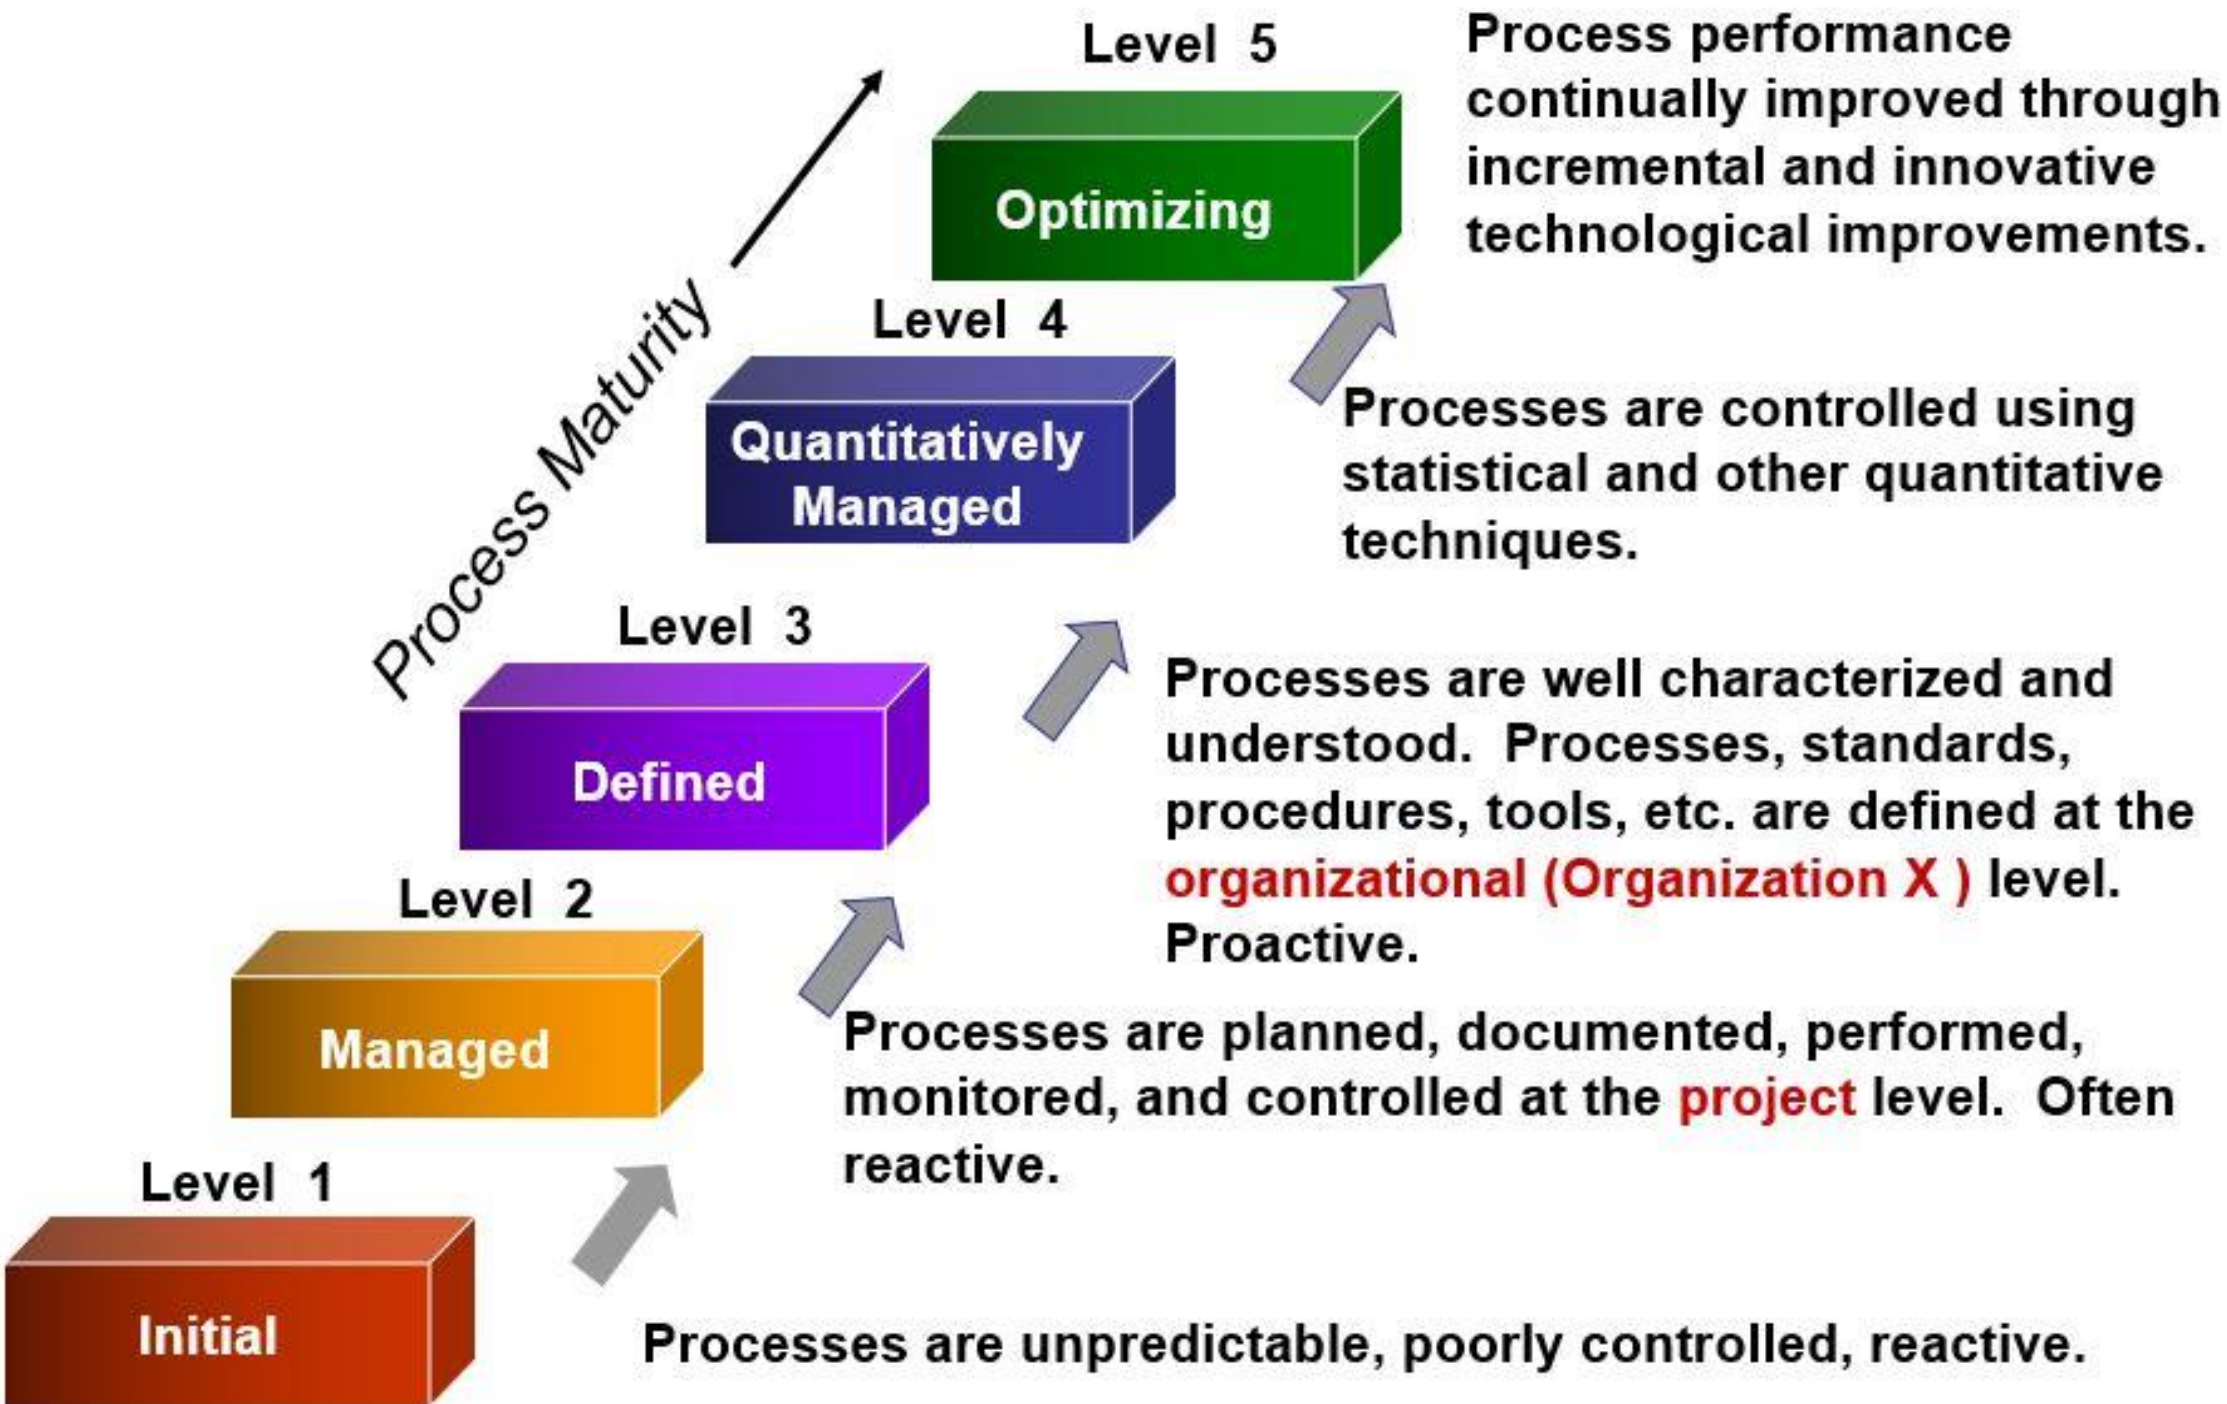 Level 5
Optimizing
Process performance
continually improved through
incremental and innovative
technological improvements.
Process Maturity
Level 4
Quantitatively
Managed
Processes are controlled using
statistical and other quantitative
techniques.
Level 3
Defined
Processes are well characterized and
understood. Processes, standards,
procedures, tools, etc. are defined at the
organizational (Organization X ) level.
Proactive.
Level 2
Managed
Processes are planned, documented, performed,
monitored, and controlled at the project level. Often
reactive.
Level 1
Initial
Processes are unpredictable, poorly controlled, reactive.